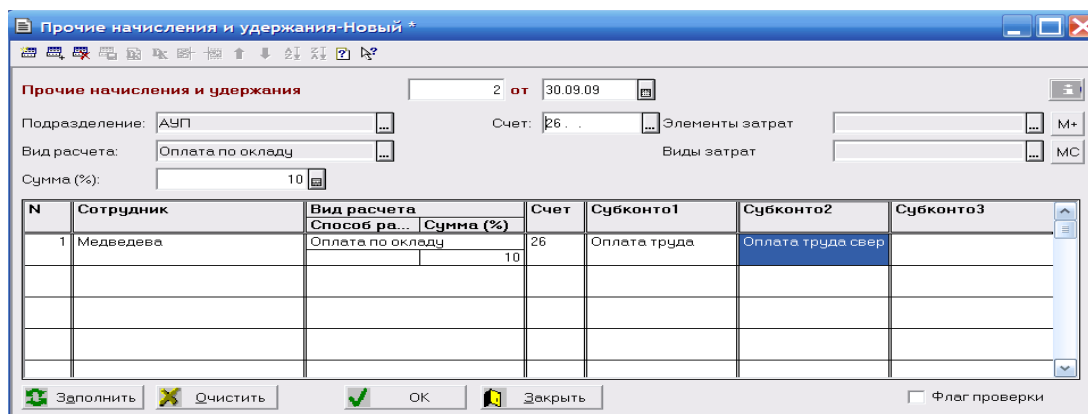 Прочие начисления и удержания-Новый *
Прочие начисления и удержания 2 от 30.09.09
Подразделение: АУП ... Счет: 26 . . ... Элементы затрат ... М+
Вид расчета: Оплата по окладу ... Виды затрат ... МС
Сумма (%): 10
N Сотрудник Вид расчета Счет Субконто1 Субконто2 Субконто3
Способ ра... Сумма (%)
1 Медведева Оплата по окладу 26 Оплата труда Оплата труда свер
10
Заполнить Очистить OK Закрыть Флаг проверки